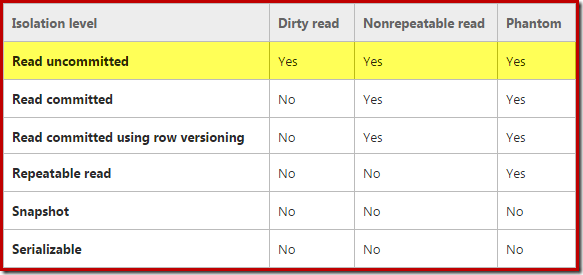 Isolation level Dirty read Nonrepeatable read Phantom
Read uncommitted Yes Yes Yes
Read committed No Yes Yes
Read committed using row versioning No Yes Yes
Repeatable read No No Yes
Snapshot No No No
Serializable No No No